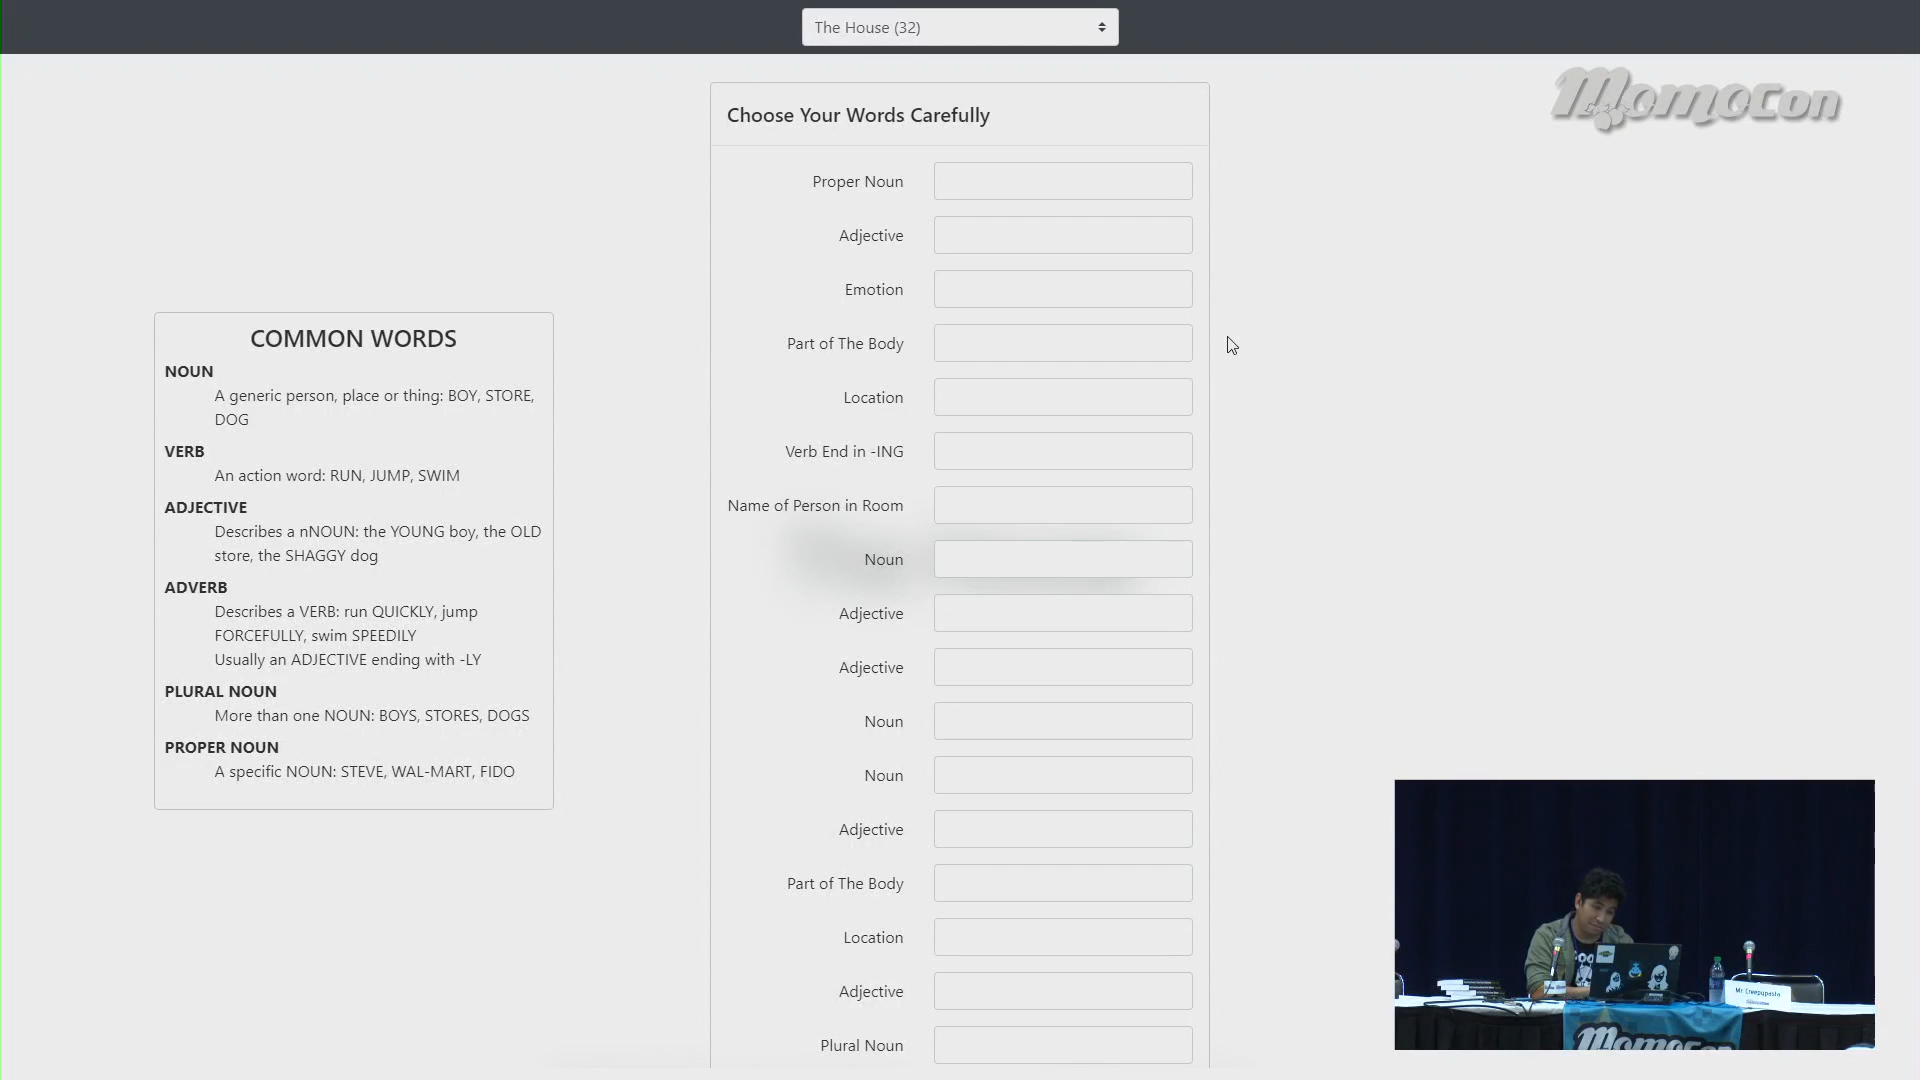 The House (32)
MomoCon
Choose Your Words Carefully
Proper Noun
Adjective
Emotion
Part of The Body
Location
Verb End in -ING
Name of Person in Room
Noun
Adjective
Adjective
Noun
Noun
Adjective
Part of The Body
Location
Adjective
Plural Noun
COMMON WORDS
NOUN
A generic person, place or thing: BOY, STORE,
DOG
VERB
An action word: RUN, JUMP, SWIM
ADJECTIVE
Describes a nNOUN: the YOUNG boy, the OLD
store, the SHAGGY dog
ADVERB
Describes a VERB: run QUICKLY, jump
FORCEFULLY, swim SPEEDILY
Usually an ADJECTIVE ending with -LY
PLURAL NOUN
More than one NOUN: BOYS, STORES, DOGS
PROPER NOUN
A specific NOUN: STEVE, WAL-MART, FIDO
Mr Creepypasta
MomoCon